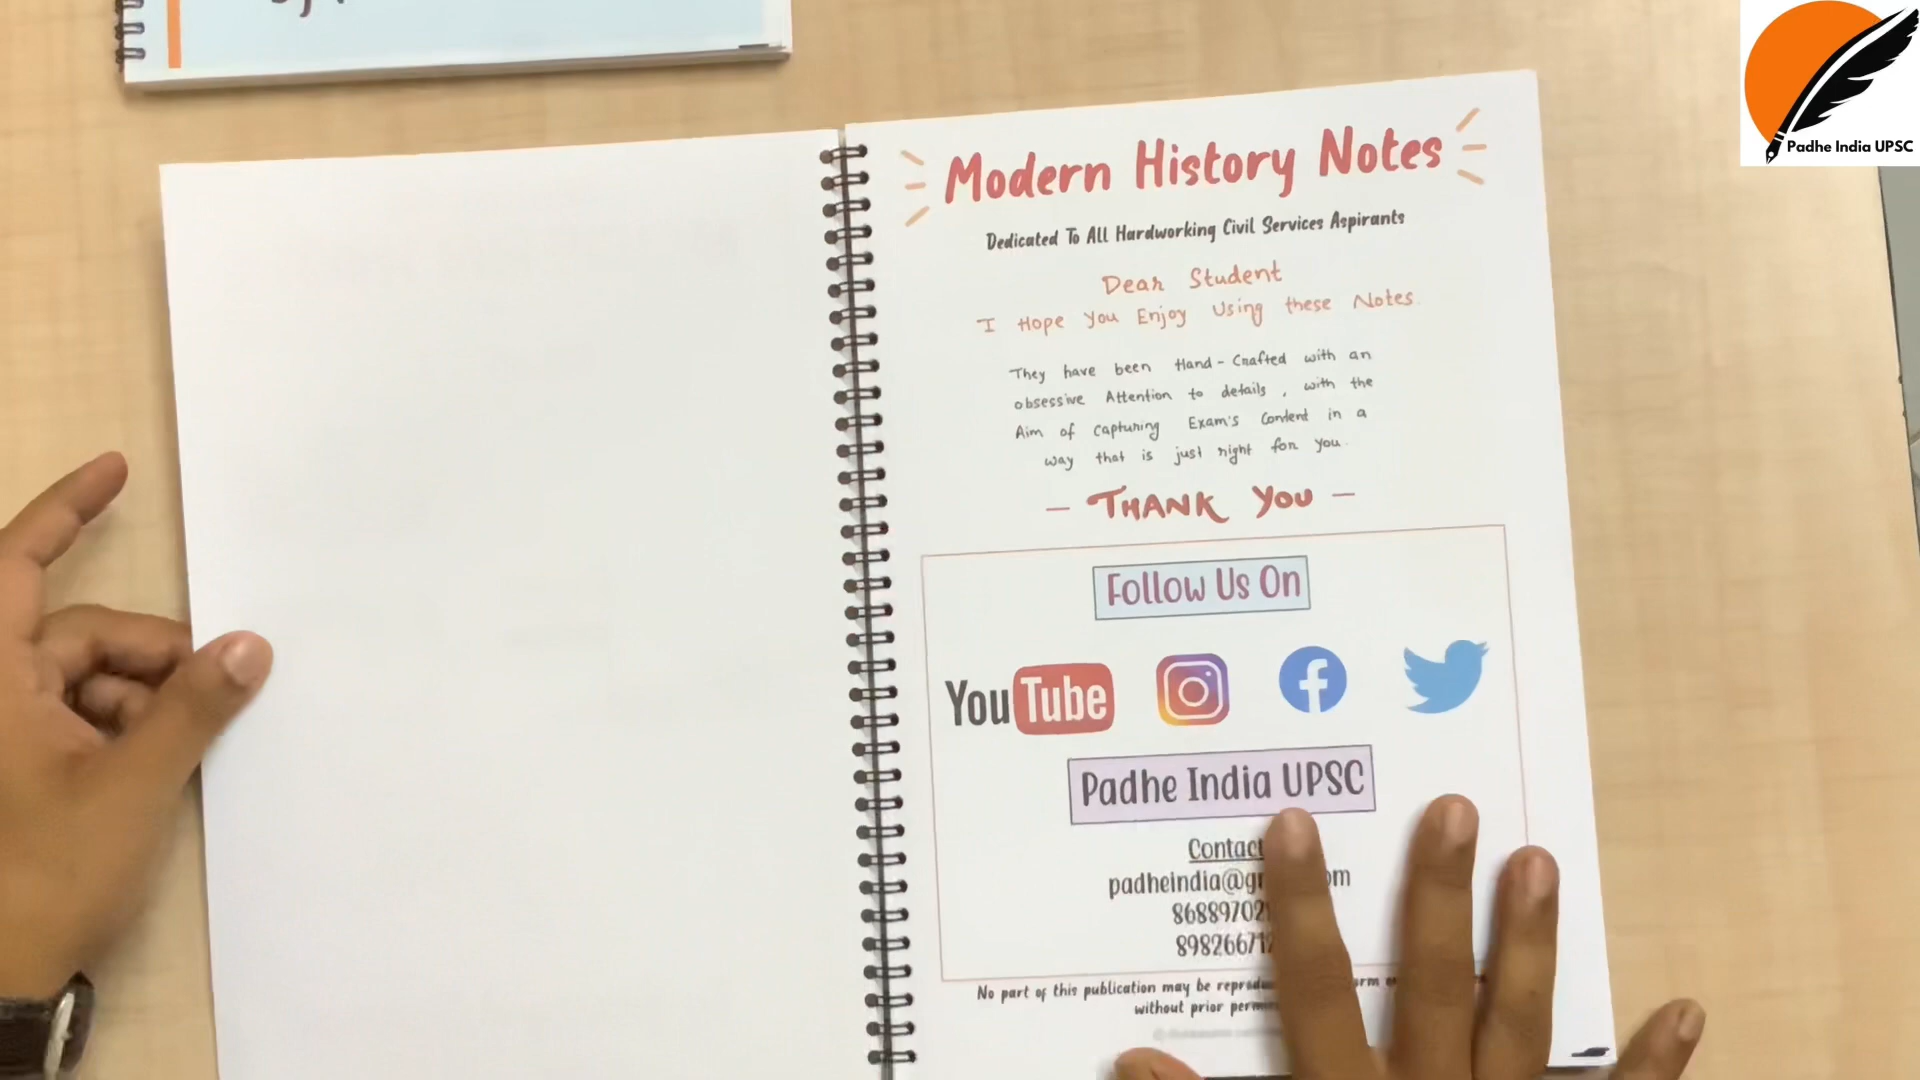 Padhe India UPSC
Modern History Notes
Dedicated To All Hardworking Civil Services Aspirants
Dear Student
I Hope You Enjoy Using these Notes.
They have been Hand - Crafted with an
obsessive Attention to details , with the
Aim of capturing Exam's Content in a
way that is just right for you.
— THANK YOU —
Follow Us On
YouTube
Padhe India UPSC
Contact
No part of this publication may be
without prior